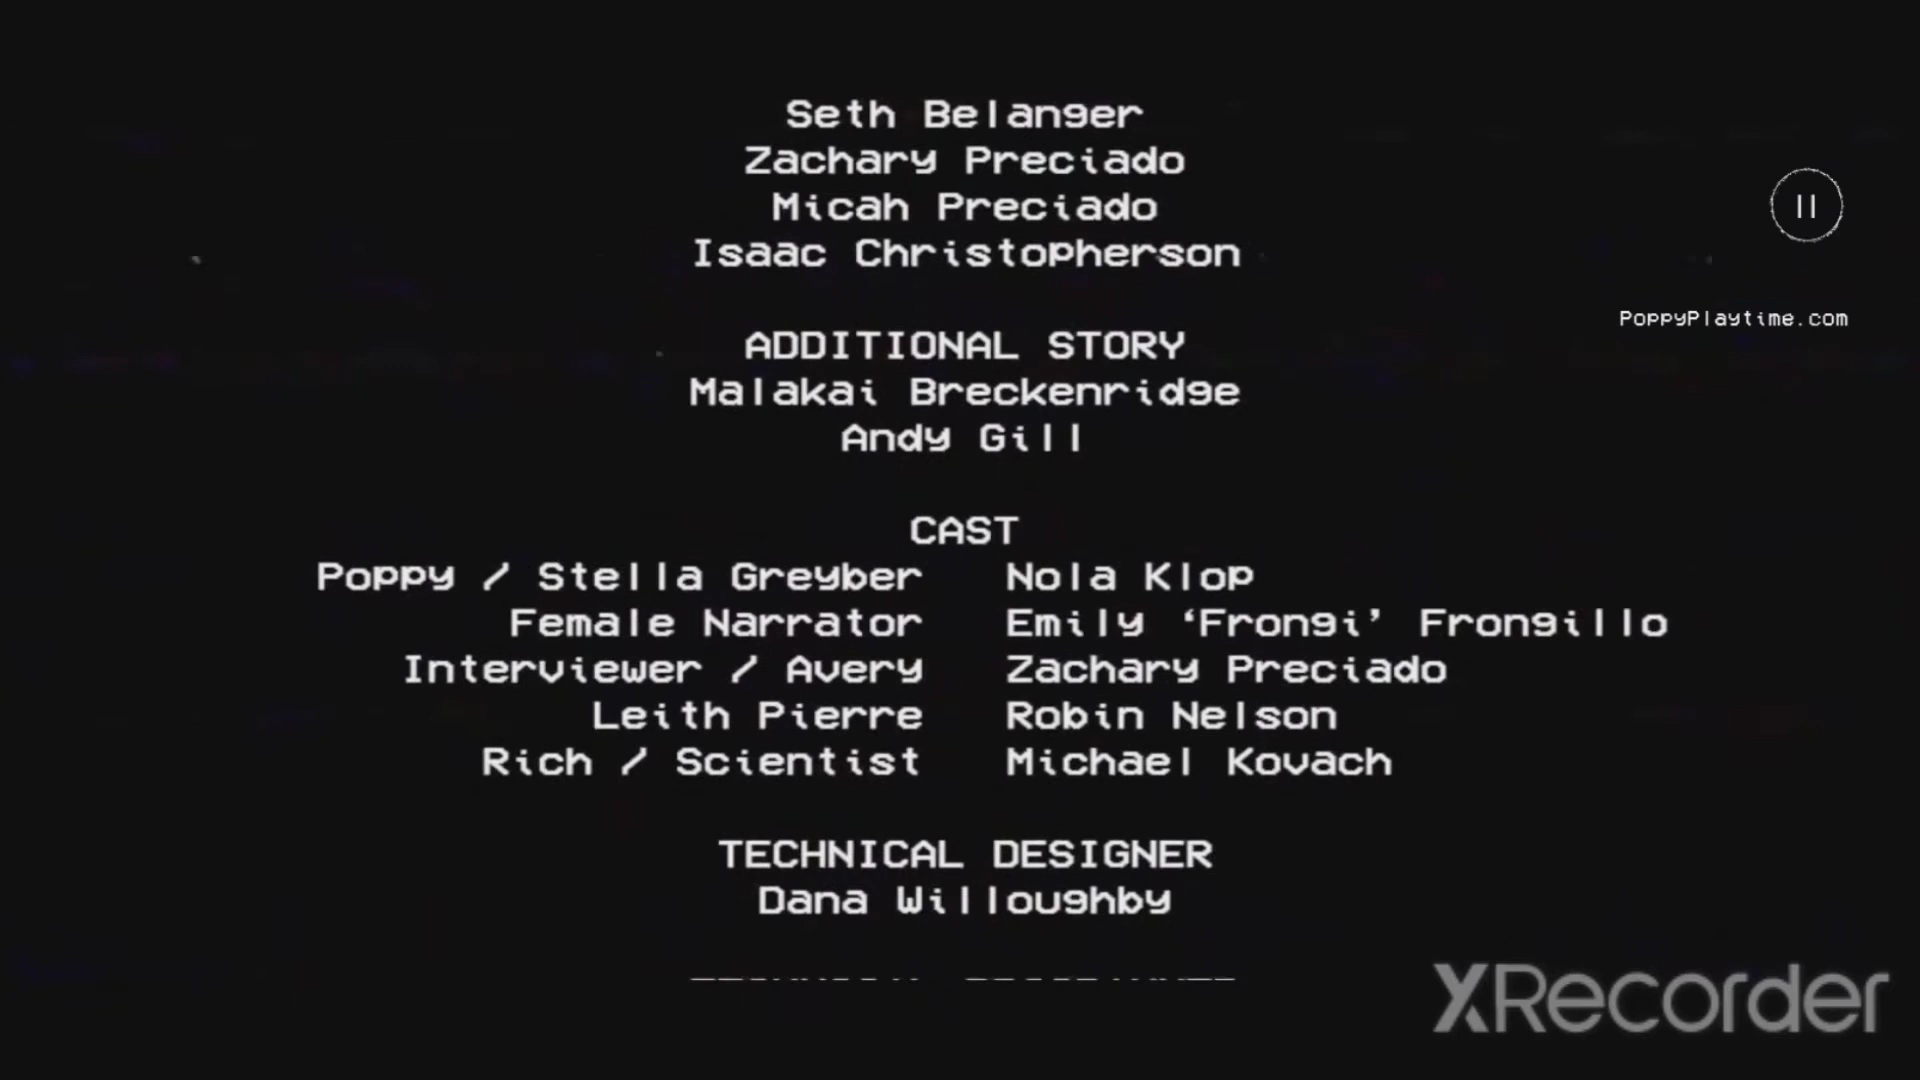 Seth Belanger
Zachary Preciado
Micah Preciado
Isaac Christopherson
PoppyPlaytime.com
ADDITIONAL STORY
Malakai Breckenridge
Andy Gill
CAST
Poppy / Stella Greyber Nola Klop
Female Narrator Emily ‘Frongi’ Frongillo
Interviewer / Avery Zachary Preciado
Leith Pierre Robin Nelson
Rich / Scientist Michael Kovach
TECHNICAL DESIGNER
Dana Willoughby
XRecorder